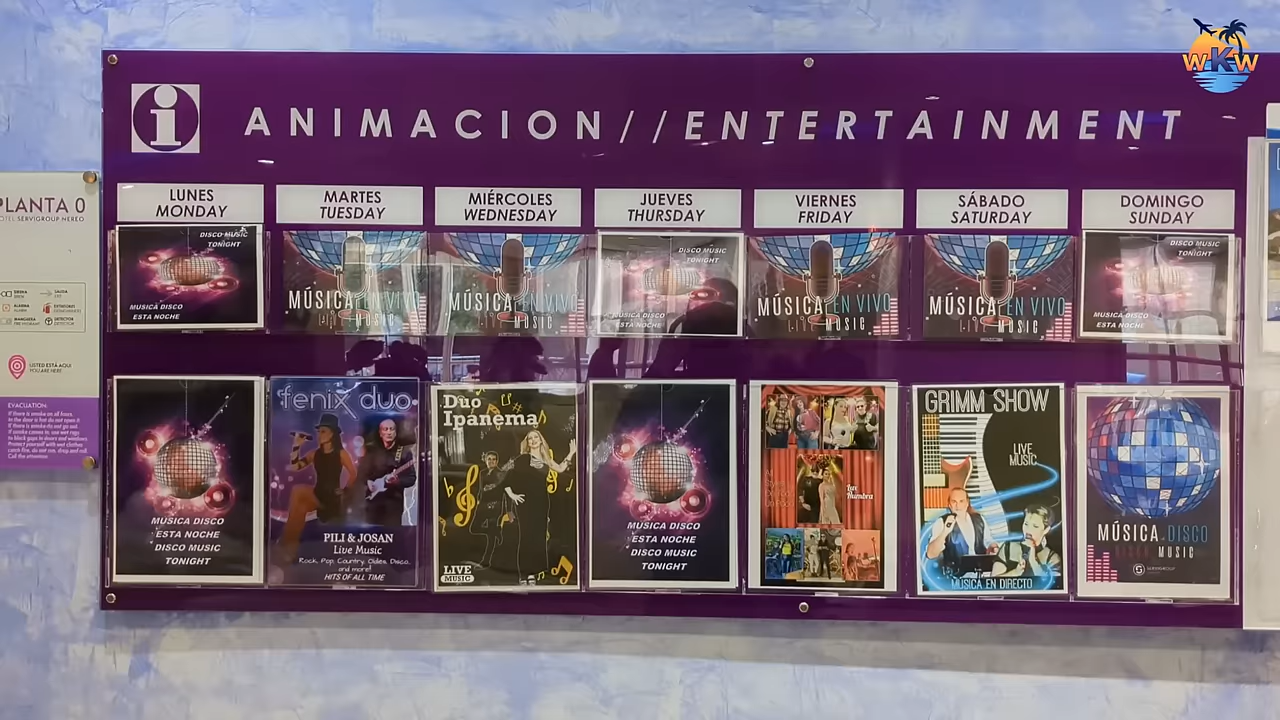 WKW
i ANIMACION//ENTERTAINMENT
PLANTA 0
HOTEL SERVIGROUP NEREO
USTED ESTÁ AQUÍ
YOU ARE HERE
EVACUATION:
LUNES
MONDAY
MARTES
TUESDAY
MIÉRCOLES
WEDNESDAY
JUEVES
THURSDAY
VIERNES
FRIDAY
SÁBADO
SATURDAY
DOMINGO
SUNDAY
DISCO MUSIC
TONIGHT
MUSICA DISCO
ESTA NOCHE
MÚSICA EN VIVO
LIVE MUSIC
MÚSICA EN VIVO
LIVE MUSIC
DISCO MUSIC
TONIGHT
MUSICA DISCO
ESTA NOCHE
MÚSICA EN VIVO
LIVE MUSIC
MÚSICA EN VIVO
LIVE MUSIC
DISCO MUSIC
TONIGHT
MUSICA DISCO
ESTA NOCHE
MUSICA DISCO
ESTA NOCHE
DISCO MUSIC
TONIGHT
fenix duo
PILI & JOSAN
Live Music
Rock, Pop, Country, Oldies, Disco,
and more!
HITS OF ALL TIME
Duo
Ipanema
LIVE
MUSIC
MUSICA DISCO
ESTA NOCHE
DISCO MUSIC
TONIGHT
GRIMM SHOW
LIVE
MUSIC
MÚSICA EN DIRECTO
MÚSICA DISCO
DISCO MUSIC
SERVIGROUP